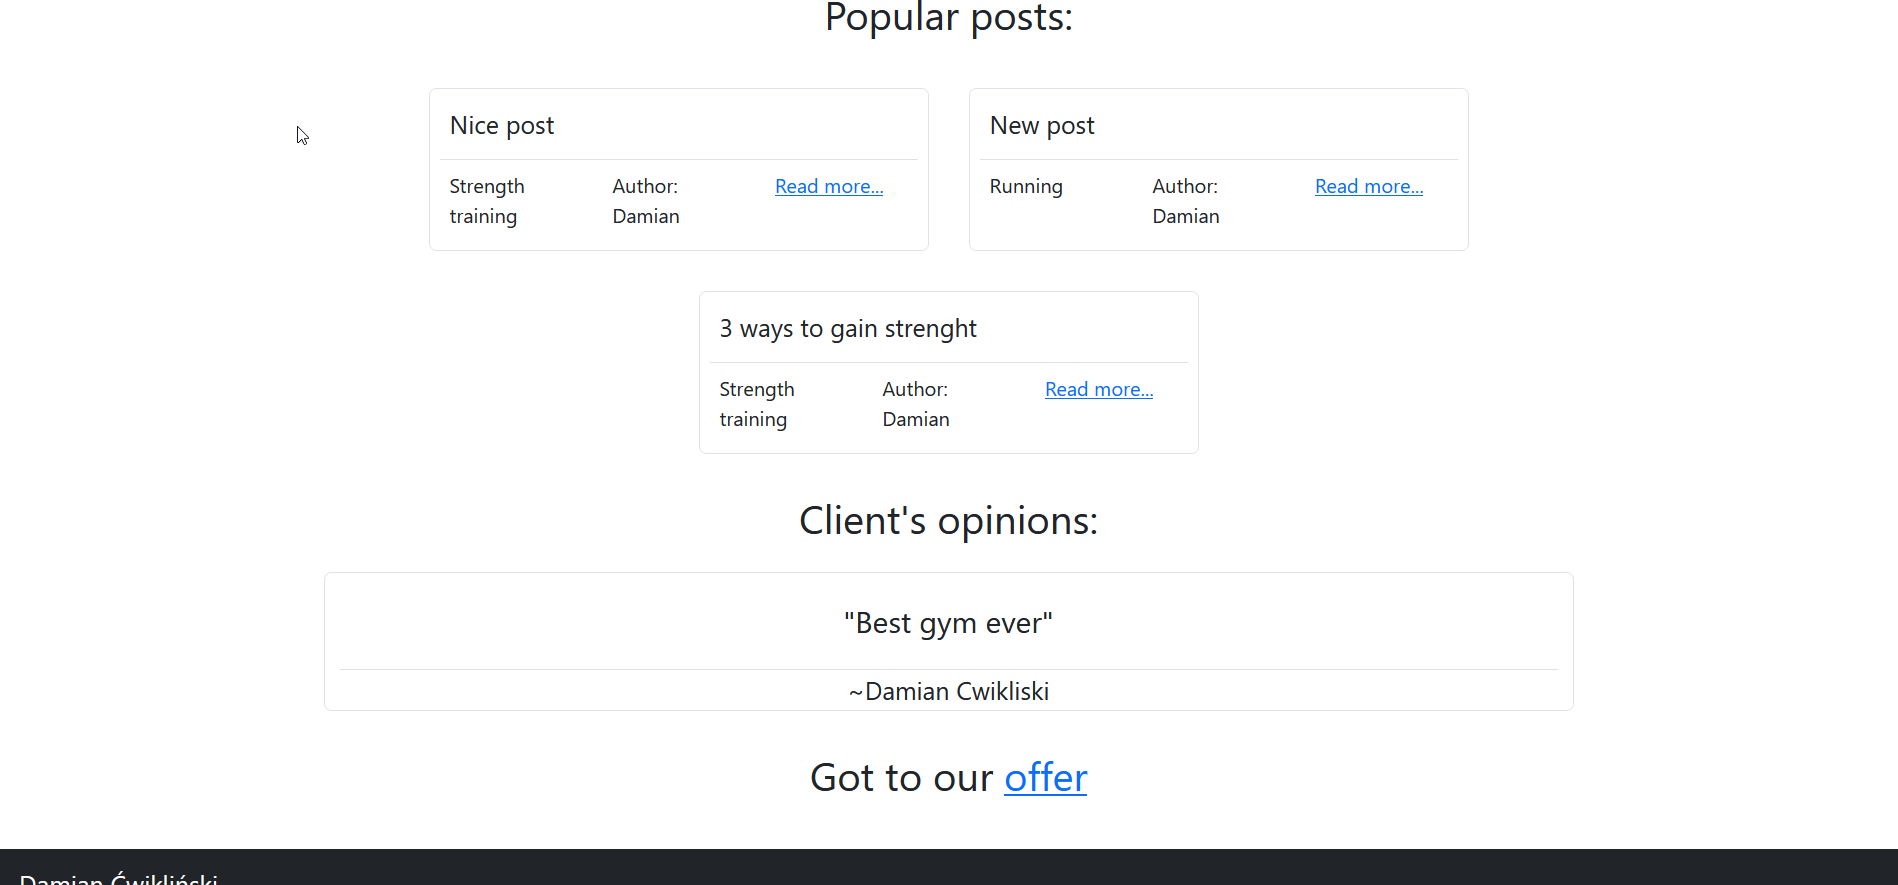 Popular posts:
Nice post
Strength training
Author: Damian
Read more...
New post
Running
Author: Damian
Read more...
3 ways to gain strenght
Strength training
Author: Damian
Read more...
Client's opinions:
"Best gym ever"
~Damian Cwikliski
Got to our offer
Damian Ćwikliński